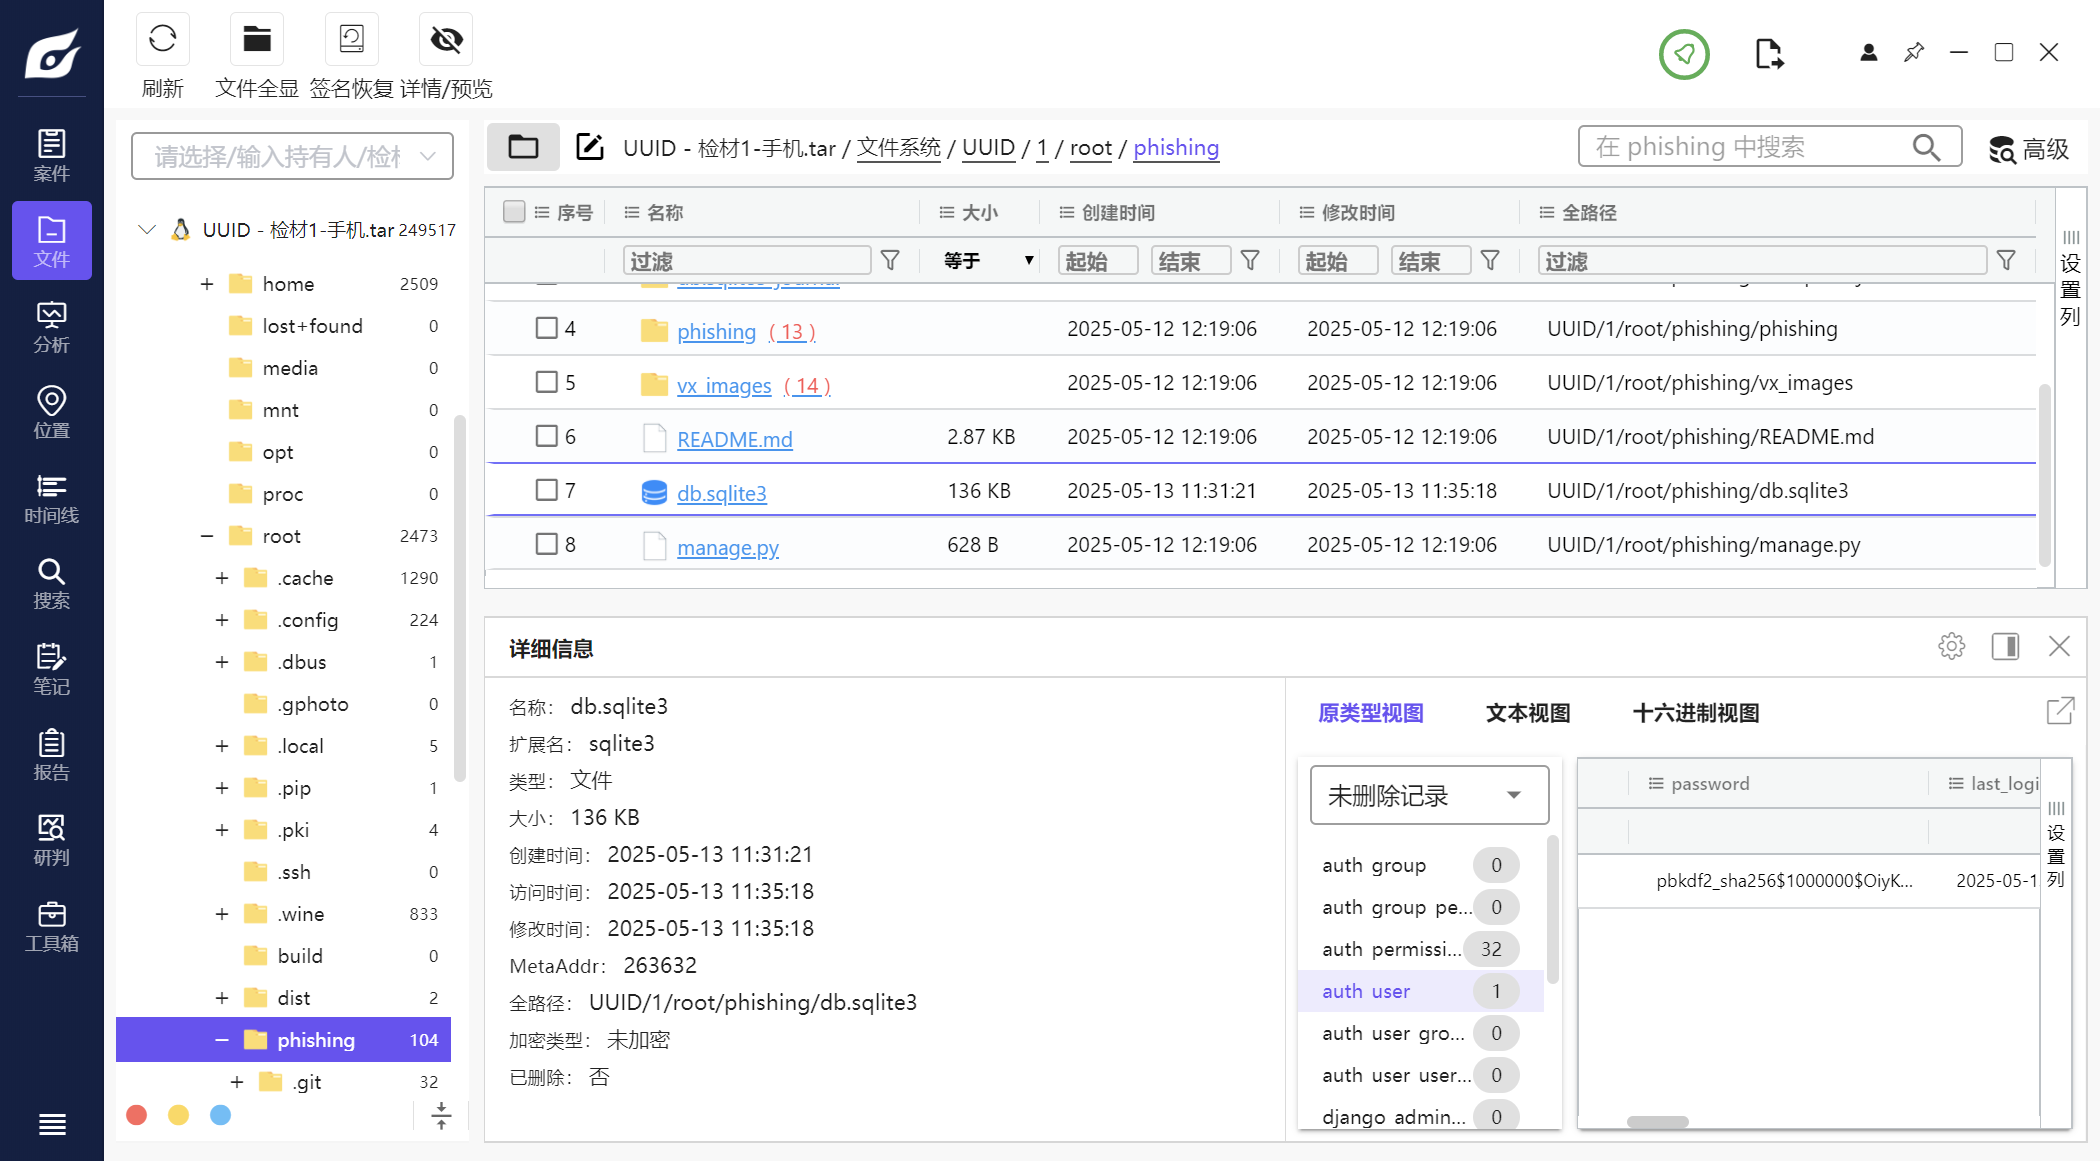 刷新
文件全显
签名恢复
详情/预览
案件
文件
分析
位置
时间线
搜索
笔记
报告
研判
工具箱
请选择/输入持有人/检
UUID - 检材1-手机.tar 249517
+ home 2509
lost+found 0
media 0
mnt 0
opt 0
proc 0
− root 2473
+ .cache 1290
+ .config 224
+ .dbus 1
.gphoto 0
+ .local 5
+ .pip 1
+ .pki 4
.ssh 0
+ .wine 833
build 0
+ dist 2
− phishing 104
+ .git 32
UUID - 检材1-手机.tar / 文件系统 / UUID / 1 / root / phishing
在 phishing 中搜索
高级
序号 名称 大小 创建时间 修改时间 全路径
过滤 等于 起始 结束 起始 结束 过滤
设置列
4 phishing (13) 2025-05-12 12:19:06 2025-05-12 12:19:06 UUID/1/root/phishing/phishing
5 vx_images (14) 2025-05-12 12:19:06 2025-05-12 12:19:06 UUID/1/root/phishing/vx_images
6 README.md 2.87 KB 2025-05-12 12:19:06 2025-05-12 12:19:06 UUID/1/root/phishing/README.md
7 db.sqlite3 136 KB 2025-05-13 11:31:21 2025-05-13 11:35:18 UUID/1/root/phishing/db.sqlite3
8 manage.py 628 B 2025-05-12 12:19:06 2025-05-12 12:19:06 UUID/1/root/phishing/manage.py
详细信息
名称: db.sqlite3
扩展名: sqlite3
类型: 文件
大小: 136 KB
创建时间: 2025-05-13 11:31:21
访问时间: 2025-05-13 11:35:18
修改时间: 2025-05-13 11:35:18
MetaAddr: 263632
全路径: UUID/1/root/phishing/db.sqlite3
加密类型: 未加密
已删除: 否
原类型视图 文本视图 十六进制视图
未删除记录
auth group 0
auth group pe... 0
auth permissi... 32
auth user 1
auth user gro... 0
auth user user... 0
django admin... 0
password last_logi
pbkdf2_sha256$1000000$OiyK... 2025-05-1
设置列